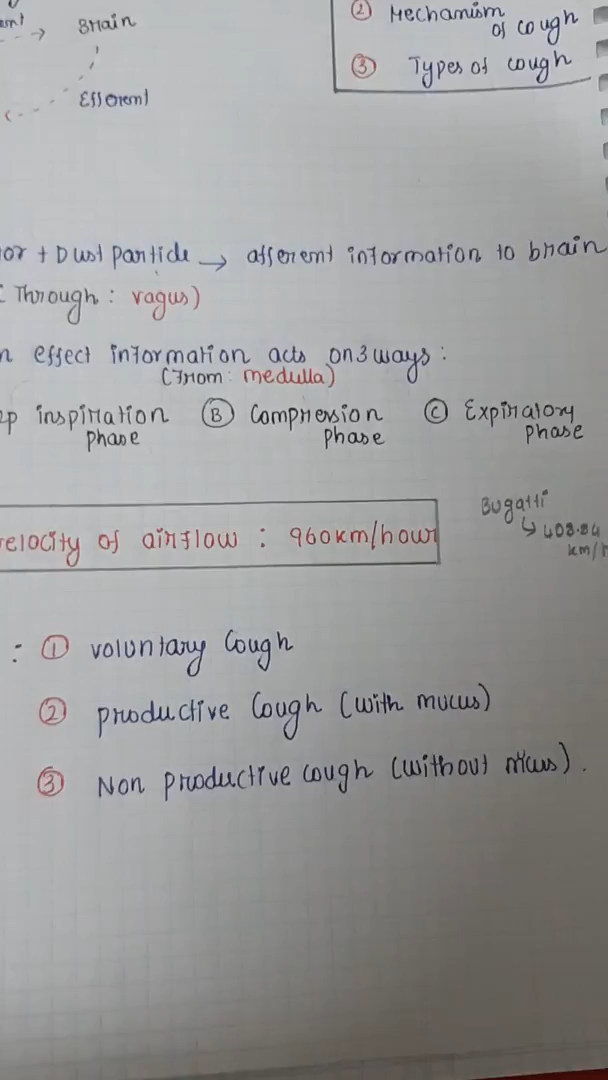 Brain
Efferent
② Mechanism
of cough
③ Types of cough
+ Dust particle → afferent information to brain
(Through: vagus)
effect information acts on 3 ways:
(From: medulla)
inspiration
phase
Ⓑ Compression
phase
Ⓒ Expiratory
phase
velocity of airflow : 960km/hour
Bugatti
↳ 408.84
km/h
: ① voluntary Cough
② productive Cough (with mucus)
③ Non productive cough (without mucus).